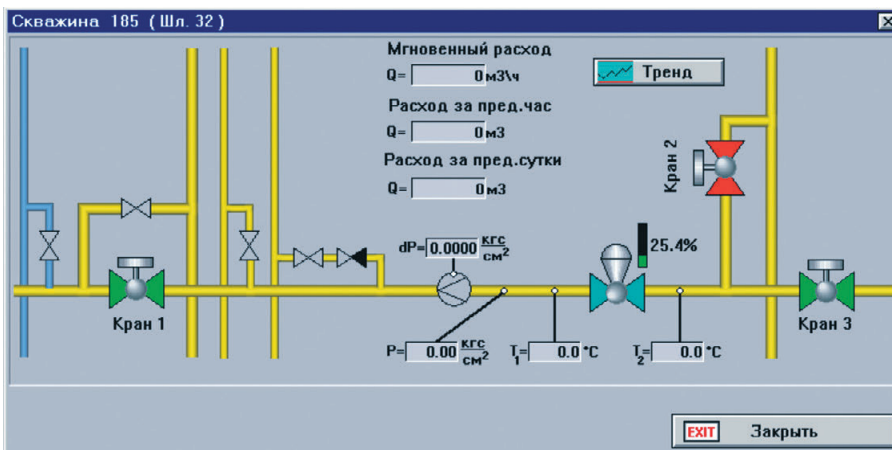 Скважина 185 ( Шл. 32 )
Мгновенный расход
Q= 0 м3\ч
Тренд
Расход за пред.час
Q= 0 м3
Расход за пред.сутки
Q= 0 м3
Кран 2
dP= 0.0000 кгс
см2
25.4%
Кран 1
Кран 3
P= 0.00 кгс
см2
T1= 0.0 °C
T2= 0.0 °C
EXIT Закрыть